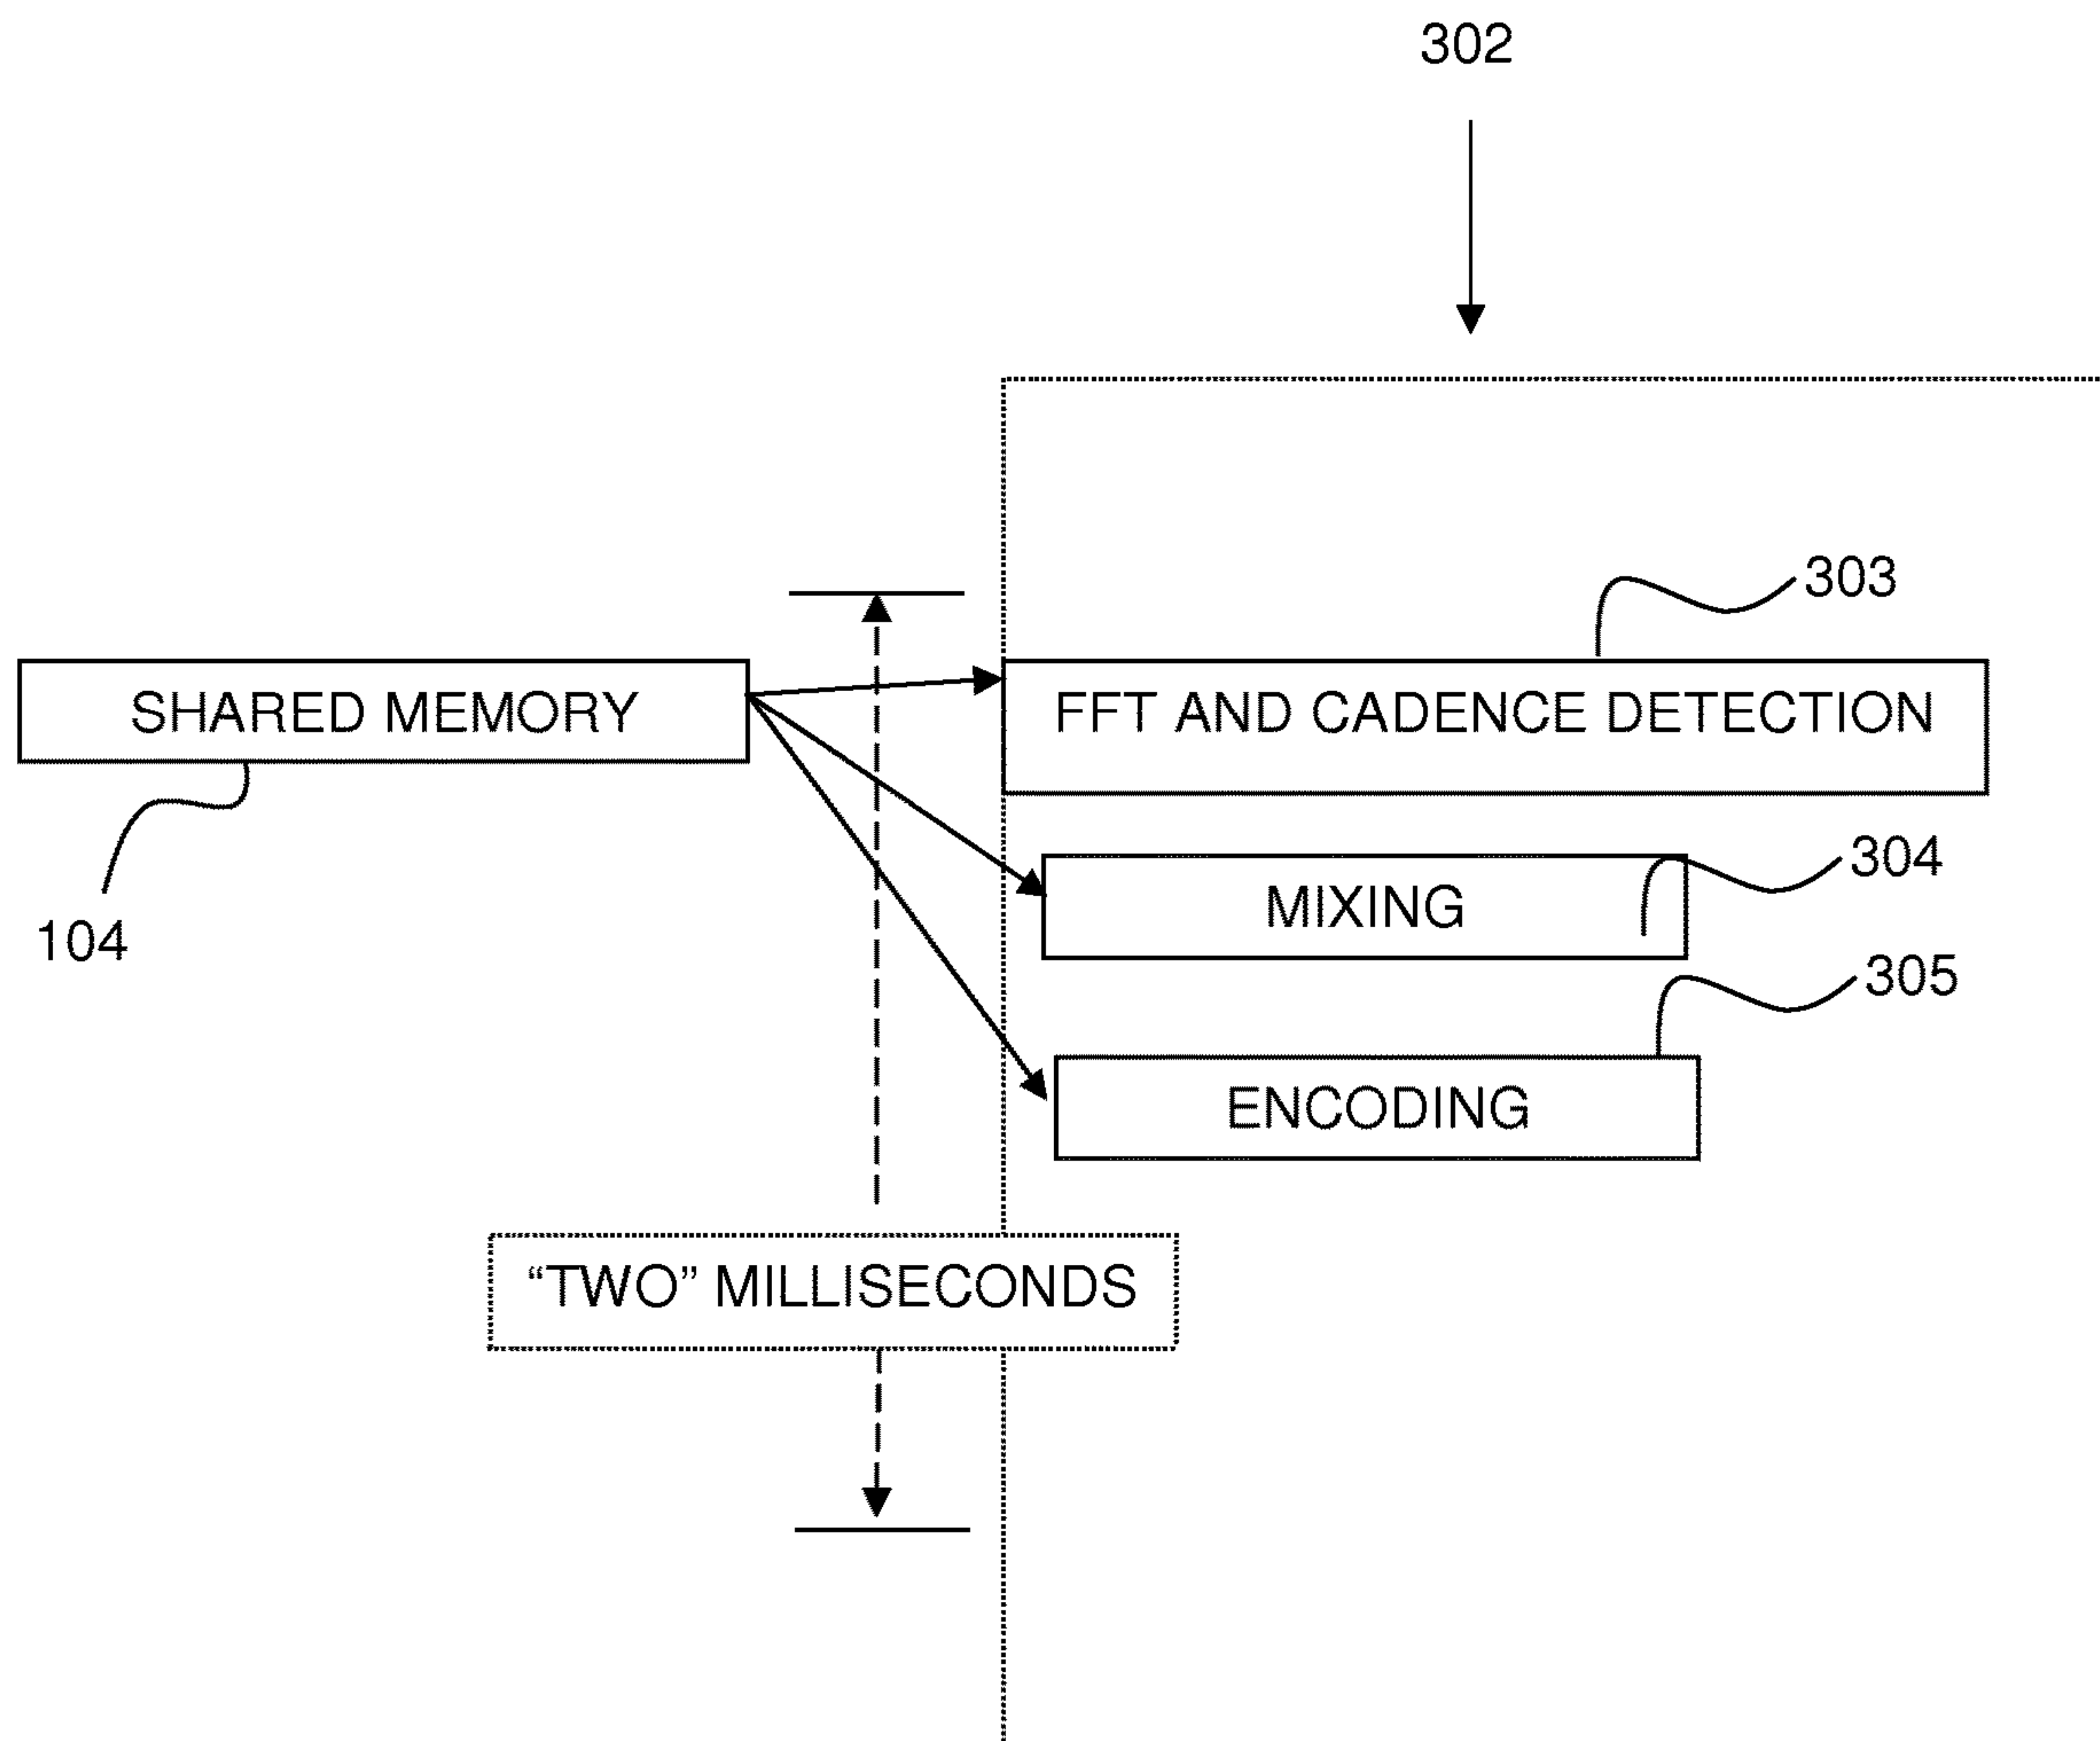 302
303
SHARED MEMORY
FFT AND CADENCE DETECTION
304
MIXING
104
305
ENCODING
“TWO” MILLISECONDS